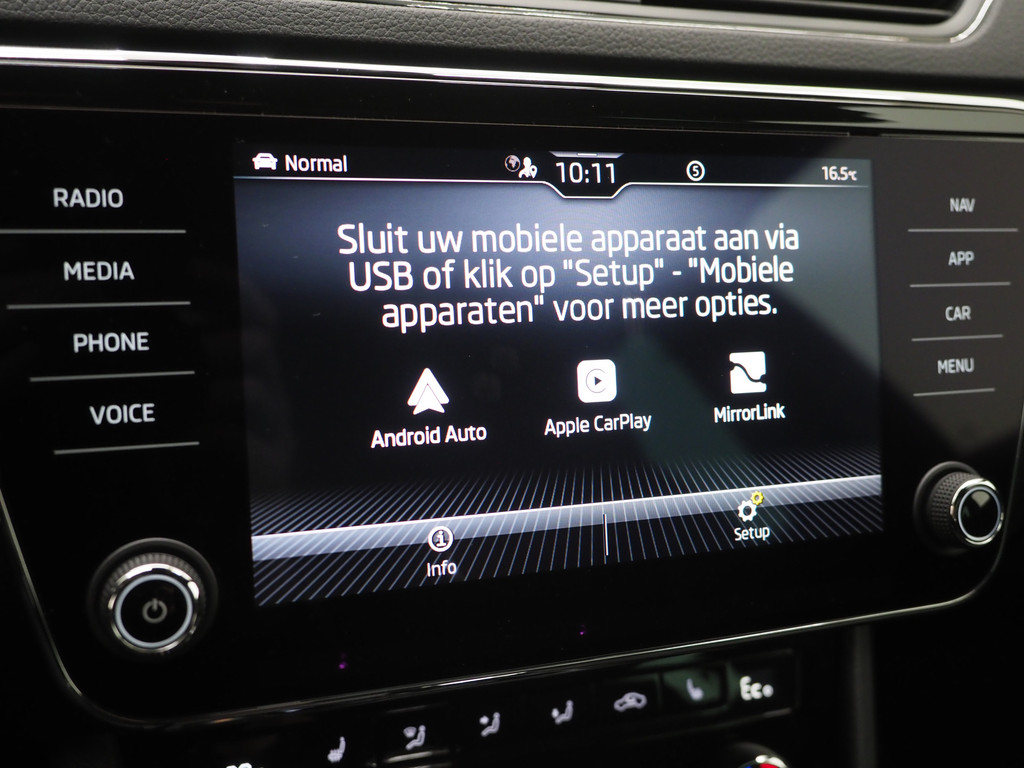 Normal
10:11
5
16.5°C
RADIO
MEDIA
PHONE
VOICE
Sluit uw mobiele apparaat aan via
USB of klik op "Setup" - "Mobiele
apparaten" voor meer opties.
Android Auto
Apple CarPlay
MirrorLink
Info
Setup
NAV
APP
CAR
MENU